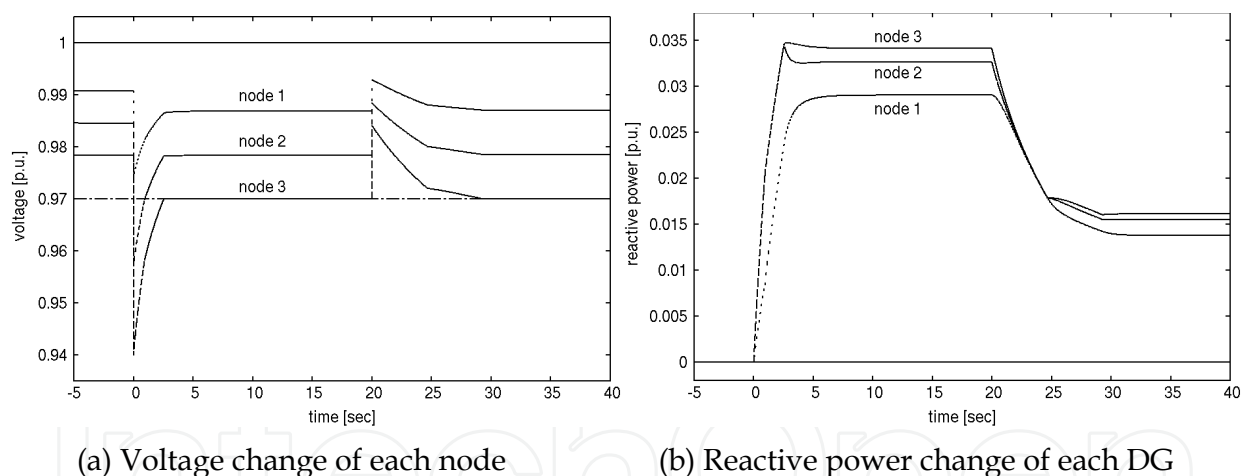 1
0.99
0.98
0.97
0.96
0.95
0.94
voltage [p.u.]
node 1
node 2
node 3
-5 0 5 10 15 20 25 30 35 40
time [sec]
(a) Voltage change of each node
0.035
0.03
0.025
0.02
0.015
0.01
0.005
0
reactive power [p.u.]
node 3
node 2
node 1
-5 0 5 10 15 20 25 30 35 40
time [sec]
(b) Reactive power change of each DG